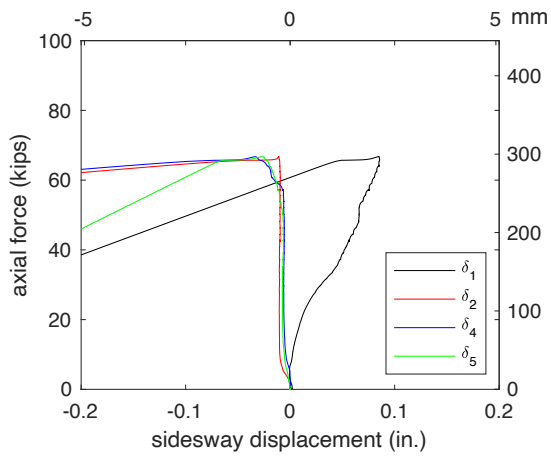 -5 0 5 mm
100
80
60
40
20
0
axial force (kips)
400
300
200
100
0
δ1
δ2
δ4
δ5
-0.2 -0.1 0 0.1 0.2
sidesway displacement (in.)